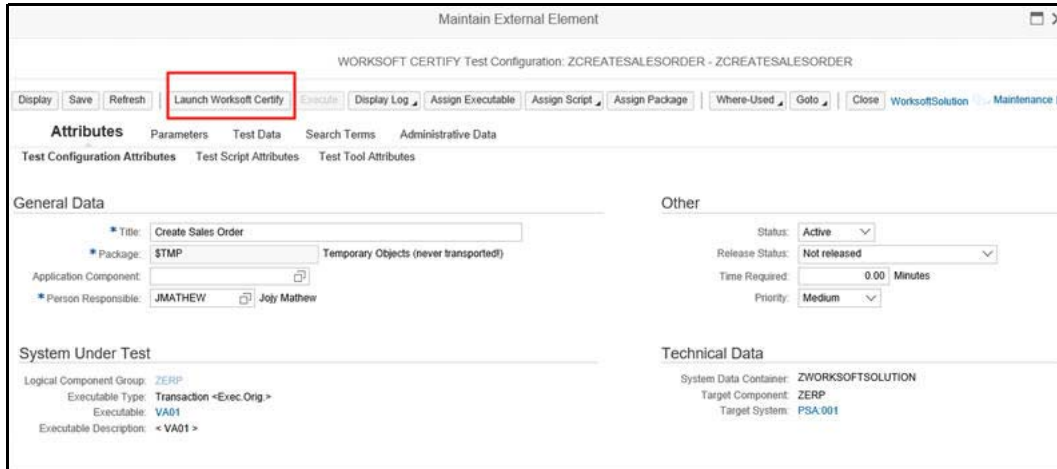 Maintain External Element
WORKSOFT CERTIFY Test Configuration: ZCREATESALESORDER - ZCREATESALESORDER
Display Save Refresh Launch Worksoft Certify Execute Display Log Assign Executable Assign Script Assign Package Where-Used Goto Close WorksoftSolution Maintenance
Attributes Parameters Test Data Search Terms Administrative Data
Test Configuration Attributes Test Script Attributes Test Tool Attributes
General Data
* Title: Create Sales Order
* Package: $TMP Temporary Objects (never transported!)
Application Component:
* Person Responsible: JMATHEW Jojy Mathew
Other
Status: Active
Release Status: Not released
Time Required: 0.00 Minutes
Priority: Medium
System Under Test
Logical Component Group: ZERP
Executable Type: Transaction <Exec.Orig.>
Executable: VA01
Executable Description: < VA01 >
Technical Data
System Data Container: ZWORKSOFTSOLUTION
Target Component: ZERP
Target System: PSA:001